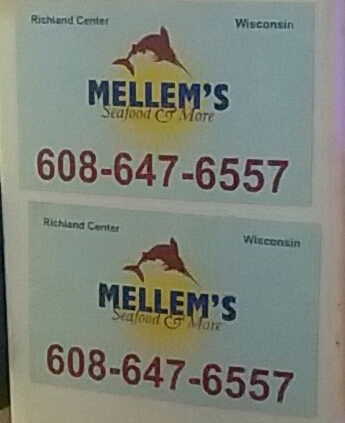 Richland Center Wisconsin
MELLEM'S
Seafood & More
608-647-6557
Richland Center Wisconsin
MELLEM'S
Seafood & More
608-647-6557